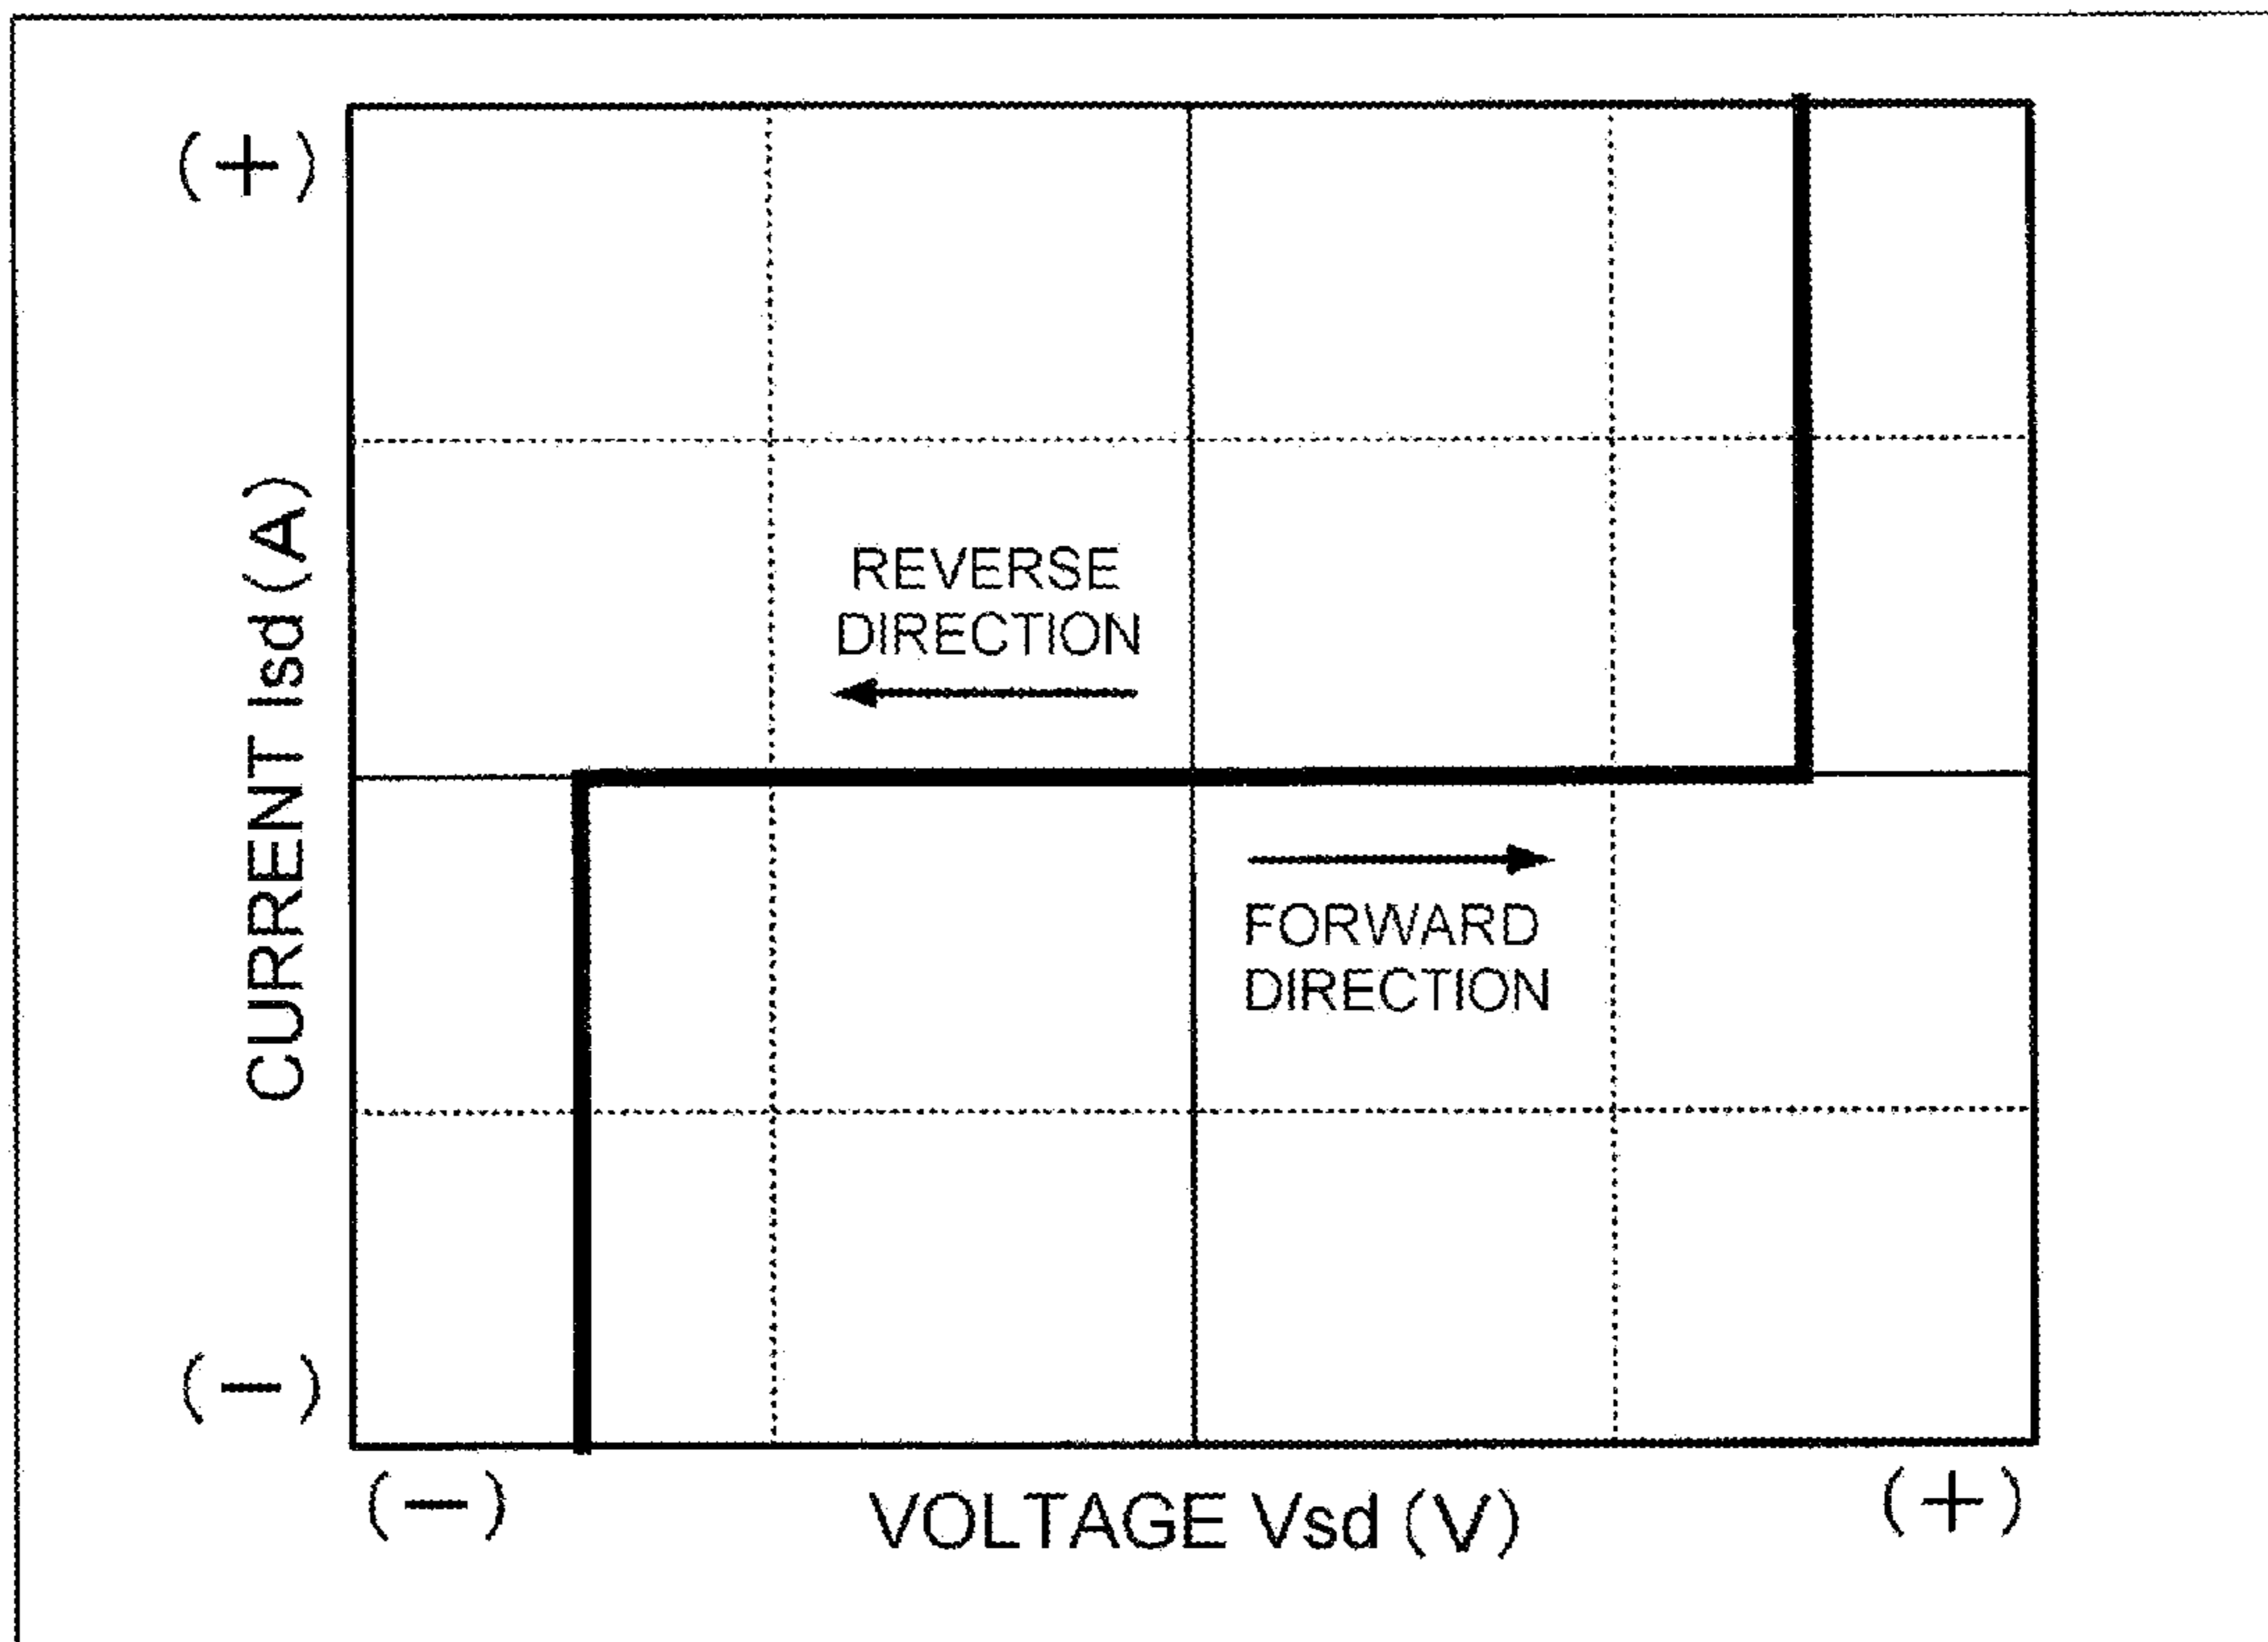 (+)
CURRENT Isd (A)
REVERSE
DIRECTION
FORWARD
DIRECTION
(-)
(-)
VOLTAGE Vsd (V)
(+)